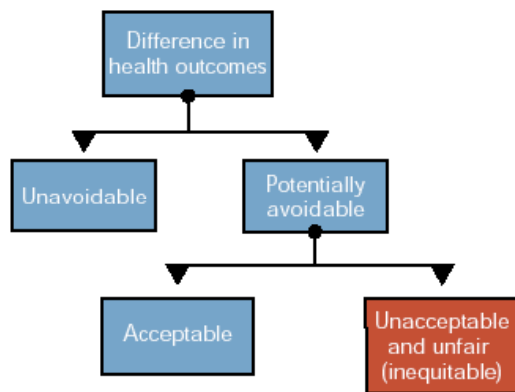 Difference in
health outcomes
Unavoidable
Potentially
avoidable
Acceptable
Unacceptable
and unfair
(inequitable)